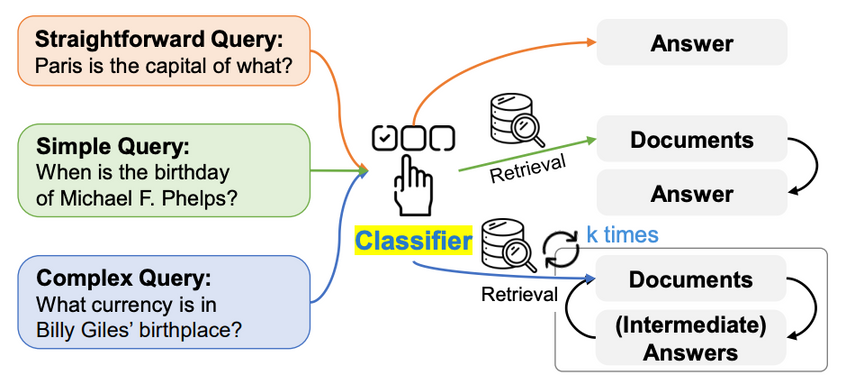 Straightforward Query:
Paris is the capital of what?
Simple Query:
When is the birthday
of Michael F. Phelps?
Complex Query:
What currency is in
Billy Giles’ birthplace?
Classifier
Answer
Retrieval
Documents
Answer
Retrieval
k times
Documents
(Intermediate)
Answers